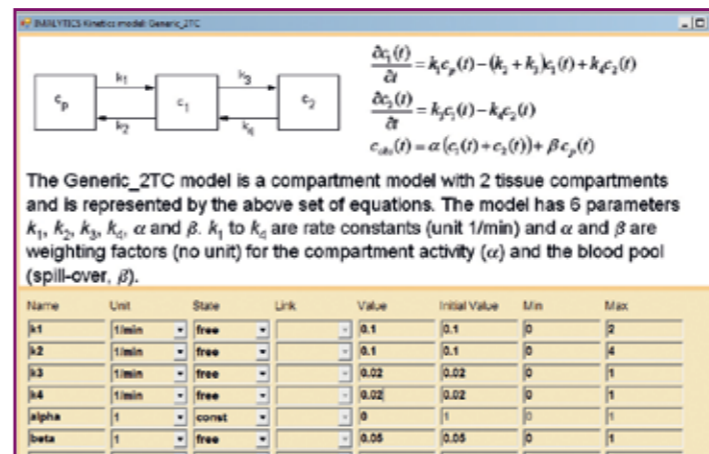 IMALYTICS Kinetics model: Generic_2TC
cₚ k₁ k₂ c₁ k₃ k₄ c₂
∂c₁(t)/∂t = k₁cₚ(t) − (k₂ + k₃)c₁(t) + k₄c₂(t)
∂c₂(t)/∂t = k₃c₁(t) − k₄c₂(t)
c_obs(t) = α(c₁(t) + c₂(t)) + βcₚ(t)
The Generic_2TC model is a compartment model with 2 tissue compartments
and is represented by the above set of equations. The model has 6 parameters
k₁, k₂, k₃, k₄, α and β. k₁ to k₄ are rate constants (unit 1/min) and α and β are
weighting factors (no unit) for the compartment activity (α) and the blood pool
(spill-over, β).
Name Unit State Link Value Initial Value Min Max
k1 1/min free 0.1 0.1 0 2
k2 1/min free 0.1 0.1 0 4
k3 1/min free 0.02 0.02 0 1
k4 1/min free 0.02 0.02 0 1
alpha 1 const 0 1 0 1
beta 1 free 0.05 0.05 0 1